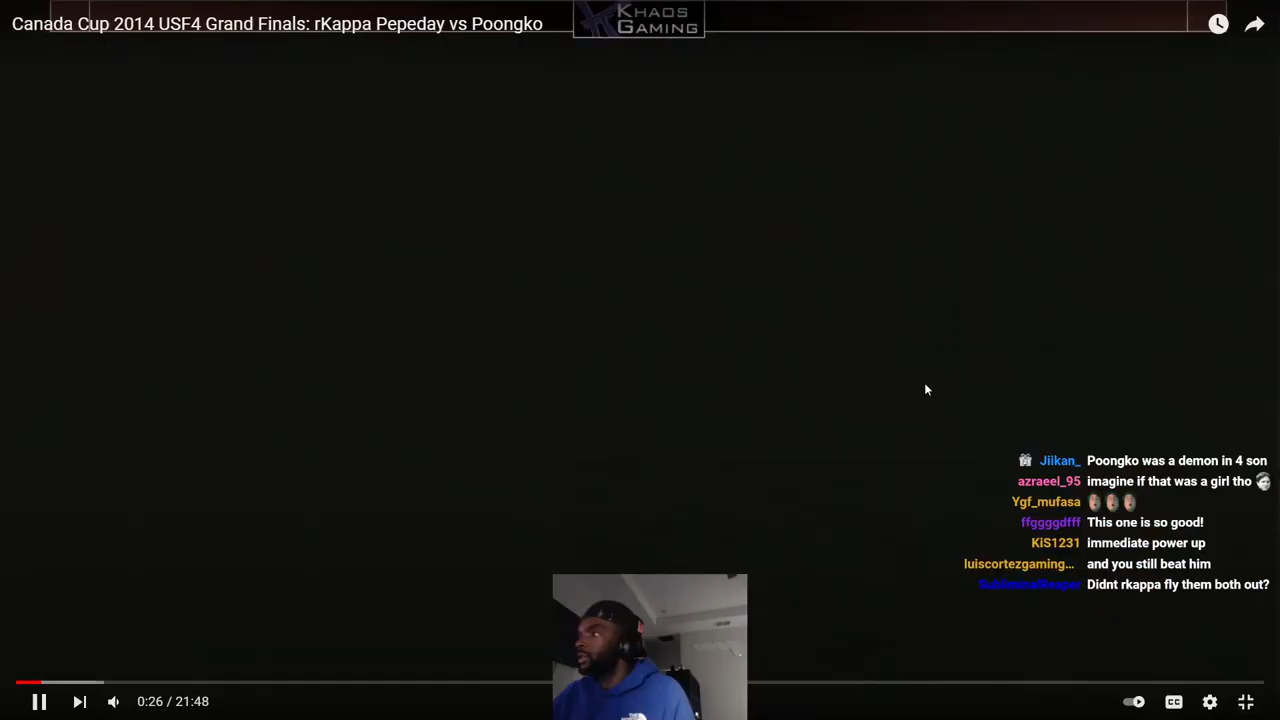 Canada Cup 2014 USF4 Grand Finals: rKappa Pepeday vs Poongko
KHAOS
GAMING
Jiikan_ Poongko was a demon in 4 son
azraeel_95 imagine if that was a girl tho
Ygf_mufasa
ffggggdfff This one is so good!
KiS1231 immediate power up
luiscortezgaming... and you still beat him
SubliminalReaper Didnt rkappa fly them both out?
0:26 / 21:48
CC